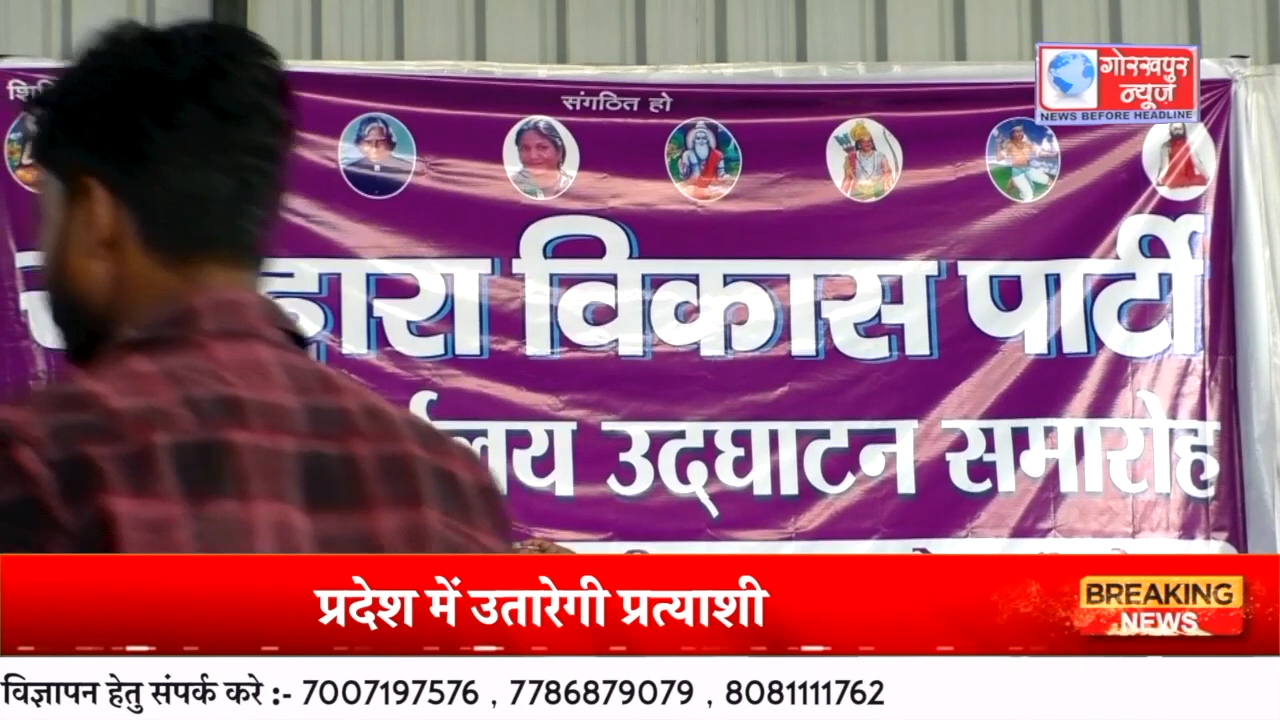 संगठित हो
गोरखपुर
न्यूज़
NEWS BEFORE HEADLINE
विकास पार्टी
उद्घाटन समारोह
प्रदेश में उतारेगी प्रत्याशी
BREAKING
NEWS
विज्ञापन हेतु संपर्क करे :- 7007197576 , 7786879079 , 8081111762